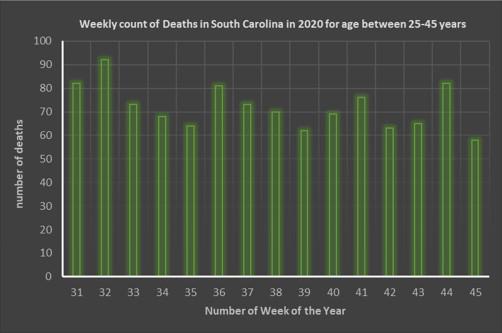 Weekly count of Deaths in South Carolina in 2020 for age between 25-45 years
100
90
80
70
60
50
40
30
20
10
0
number of deaths
31 32 33 34 35 36 37 38 39 40 41 42 43 44 45
Number of Week of the Year